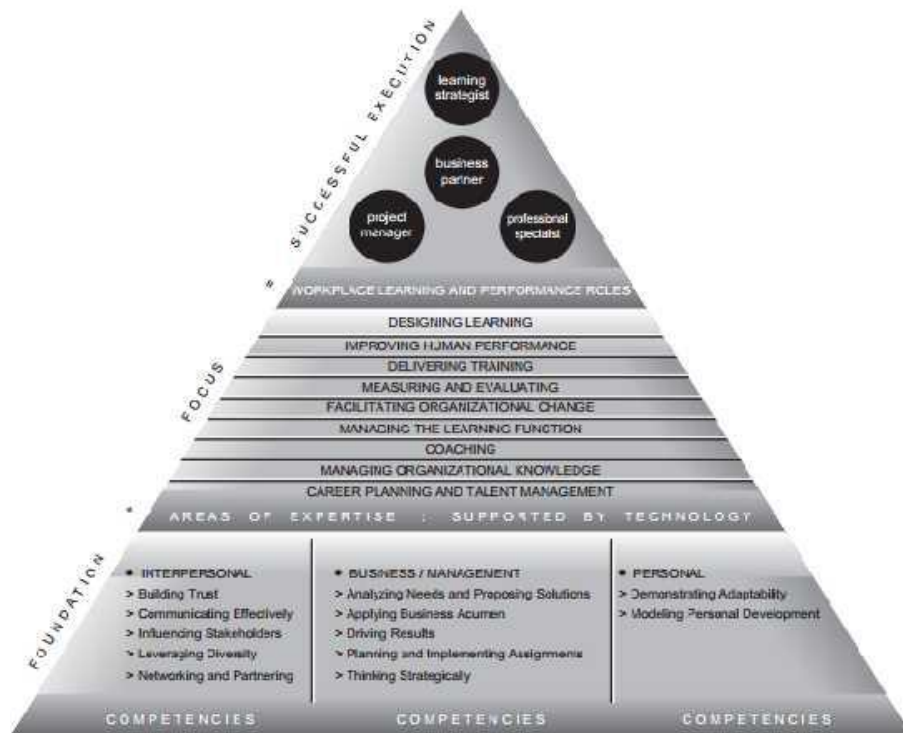 learning
strategist
business
partner
project
manager
professional
specialist
WORKPLACE LEARNING AND PERFORMANCE ROLES
DESIGNING LEARNING
IMPROVING HUMAN PERFORMANCE
DELIVERING TRAINING
MEASURING AND EVALUATING
FACILITATING ORGANIZATIONAL CHANGE
MANAGING THE LEARNING FUNCTION
COACHING
MANAGING ORGANIZATIONAL KNOWLEDGE
CAREER PLANNING AND TALENT MANAGEMENT
AREAS OF EXPERTISE : SUPPORTED BY TECHNOLOGY
• INTERPERSONAL
> Building Trust
> Communicating Effectively
> Influencing Stakeholders
> Leveraging Diversity
> Networking and Partnering
• BUSINESS / MANAGEMENT
> Analyzing Needs and Proposing Solutions
> Applying Business Acumen
> Driving Results
> Planning and Implementing Assignments
> Thinking Strategically
• PERSONAL
> Demonstrating Adaptability
> Modeling Personal Development
COMPETENCIES COMPETENCIES COMPETENCIES
FOUNDATION + FOCUS = SUCCESSFUL EXECUTION